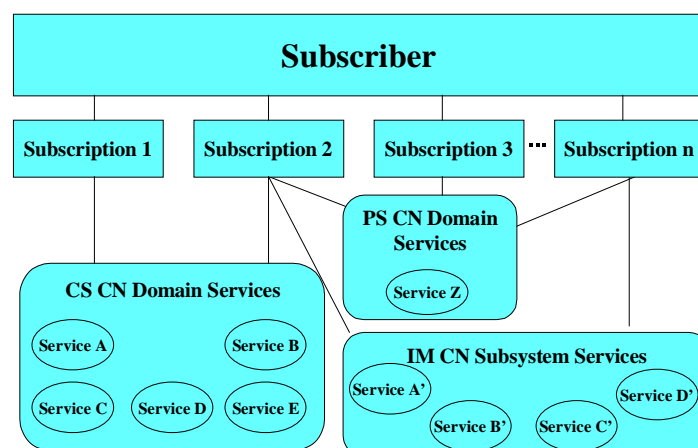 Subscriber
Subscription 1
Subscription 2
Subscription 3
...
Subscription n
PS CN Domain
Services
Service Z
CS CN Domain Services
Service A
Service B
Service C
Service D
Service E
IM CN Subsystem Services
Service A’
Service B’
Service C’
Service D’